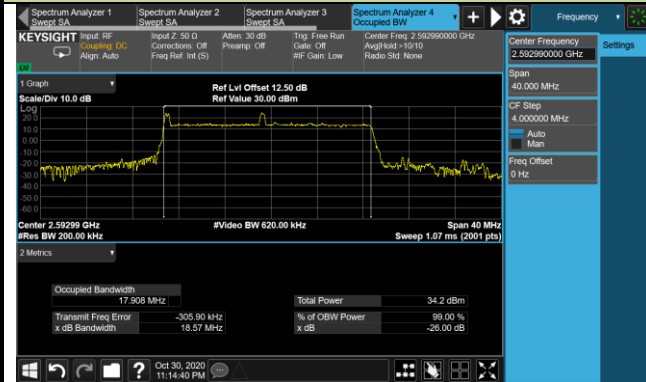 Spectrum Analyzer 1
Swept SA
Spectrum Analyzer 2
Swept SA
Spectrum Analyzer 3
Swept SA
Spectrum Analyzer 4
Occupied BW
Frequency
KEYSIGHT
Input: RF
Coupling: DC
Align: Auto
Input Z: 50 Ω
Corrections: Off
Freq Ref: Int (S)
Atten: 30 dB
Preamp: Off
Trig: Free Run
Gate: Off
#IF Gain: Low
Center Freq: 2.592990000 GHz
Avg|Hold:>10/10
Radio Std: None
Center Frequency
2.592990000 GHz
Settings
Span
40.000 MHz
CF Step
4.000000 MHz
Auto
Man
Freq Offset
0 Hz
1 Graph
Scale/Div 10.0 dB
Ref Lvl Offset 12.50 dB
Ref Value 30.00 dBm
Log
20.0
10.0
0.00
-10.0
-20.0
-30.0
-40.0
-50.0
-60.0
Center 2.59299 GHz
#Res BW 200.00 kHz
#Video BW 620.00 kHz
Span 40 MHz
Sweep 1.07 ms (2001 pts)
2 Metrics
Occupied Bandwidth
17.908 MHz
Total Power 34.2 dBm
Transmit Freq Error -305.90 kHz
% of OBW Power 99.00 %
x dB Bandwidth 18.57 MHz
x dB -26.00 dB
Oct 30, 2020
11:14:40 PM